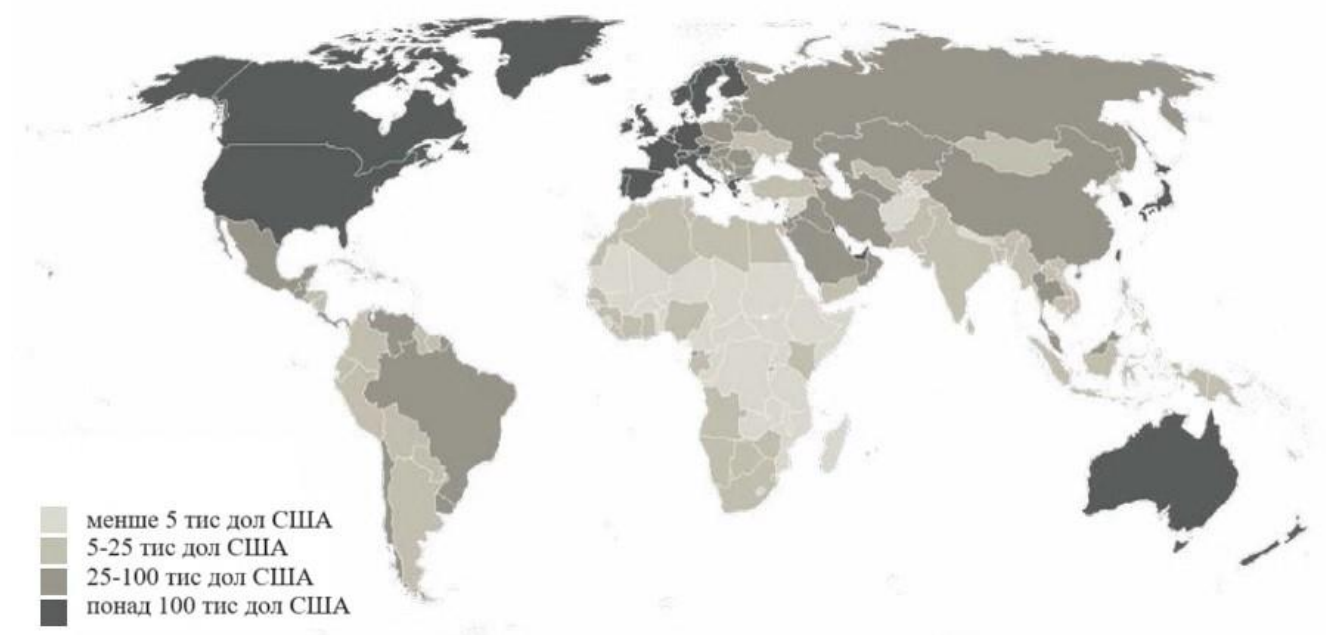 менше 5 тис дол США
5-25 тис дол США
25-100 тис дол США
понад 100 тис дол США